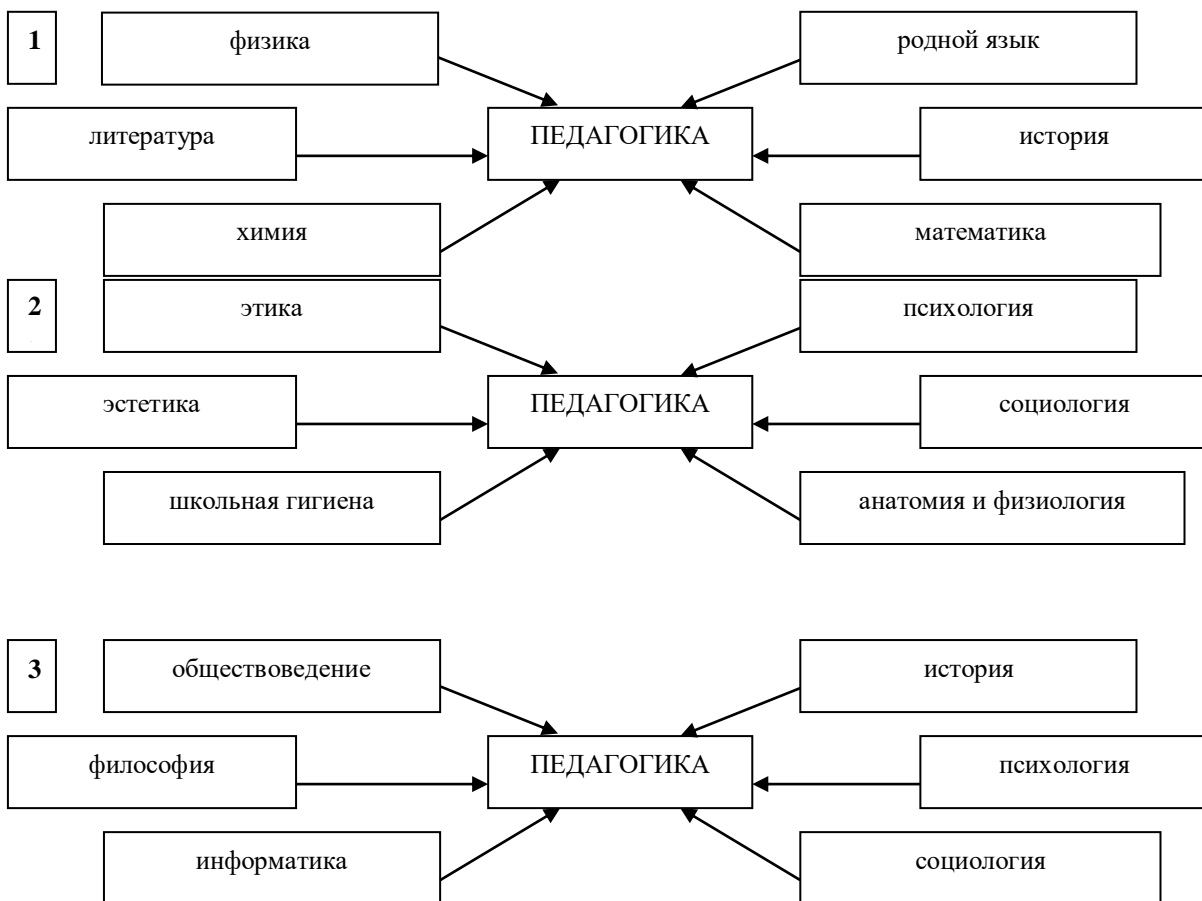 1
физика
родной язык
литература
ПЕДАГОГИКА
история
химия
математика
2
этика
психология
эстетика
ПЕДАГОГИКА
социология
школьная гигиена
анатомия и физиология
3
обществоведение
история
философия
ПЕДАГОГИКА
психология
информатика
социология